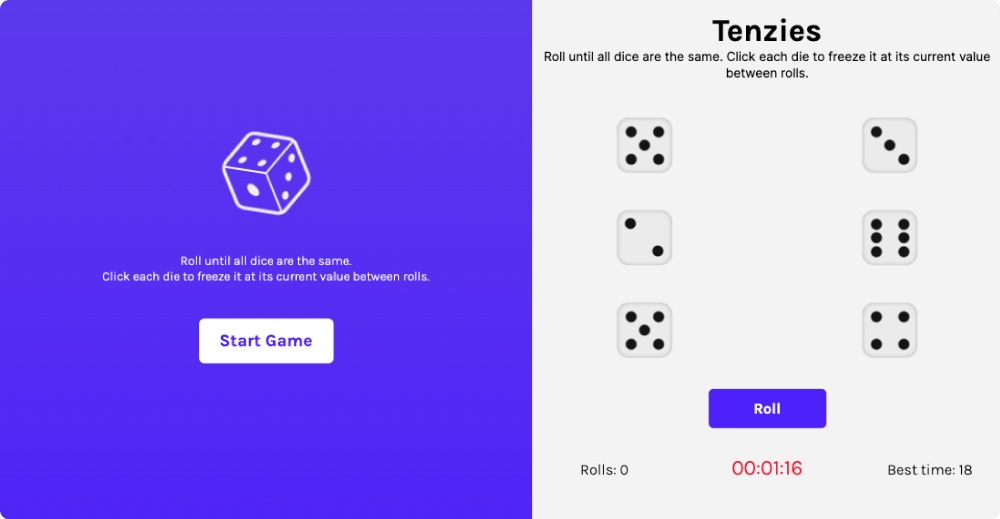 Roll until all dice are the same.
Click each die to freeze it at its current value between rolls.
Start Game
Tenzies
Roll until all dice are the same. Click each die to freeze it at its current value
between rolls.
Roll
Rolls: 0
00:01:16
Best time: 18